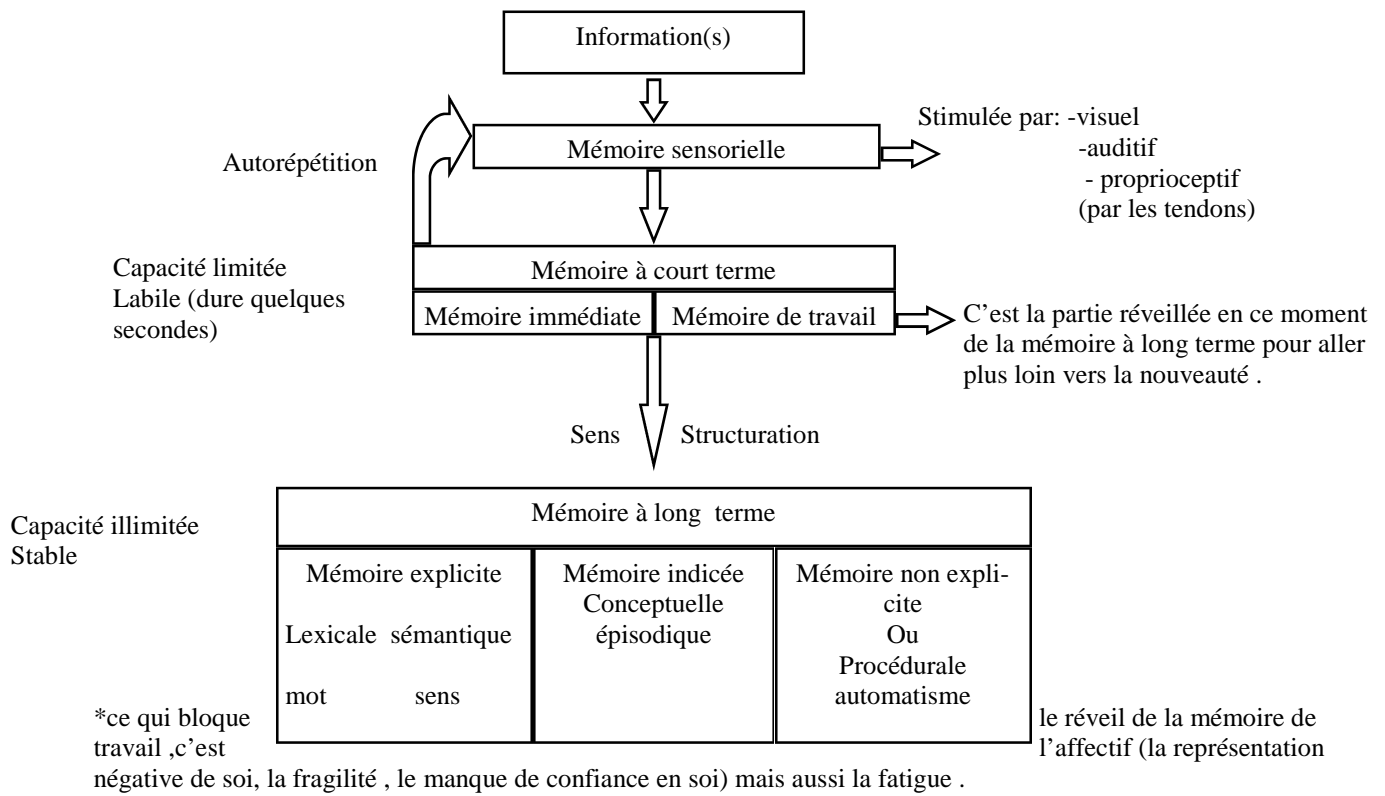 Information(s)
Stimulée par: -visuel
-auditif
- proprioceptif
(par les tendons)
Mémoire sensorielle
Autorépétition
Capacité limitée
Labile (dure quelques
secondes)
Mémoire à court terme
Mémoire immédiate
Mémoire de travail
C’est la partie réveillée en ce moment
de la mémoire à long terme pour aller
plus loin vers la nouveauté .
Sens
Structuration
Capacité illimitée
Stable
Mémoire à long terme
Mémoire explicite
Lexicale sémantique
mot sens
Mémoire indicée
Conceptuelle
épisodique
Mémoire non expli-
cite
Ou
Procédurale
automatisme
*ce qui bloque le réveil de la mémoire de
travail ,c’est l’affectif (la représentation
négative de soi, la fragilité , le manque de confiance en soi) mais aussi la fatigue .